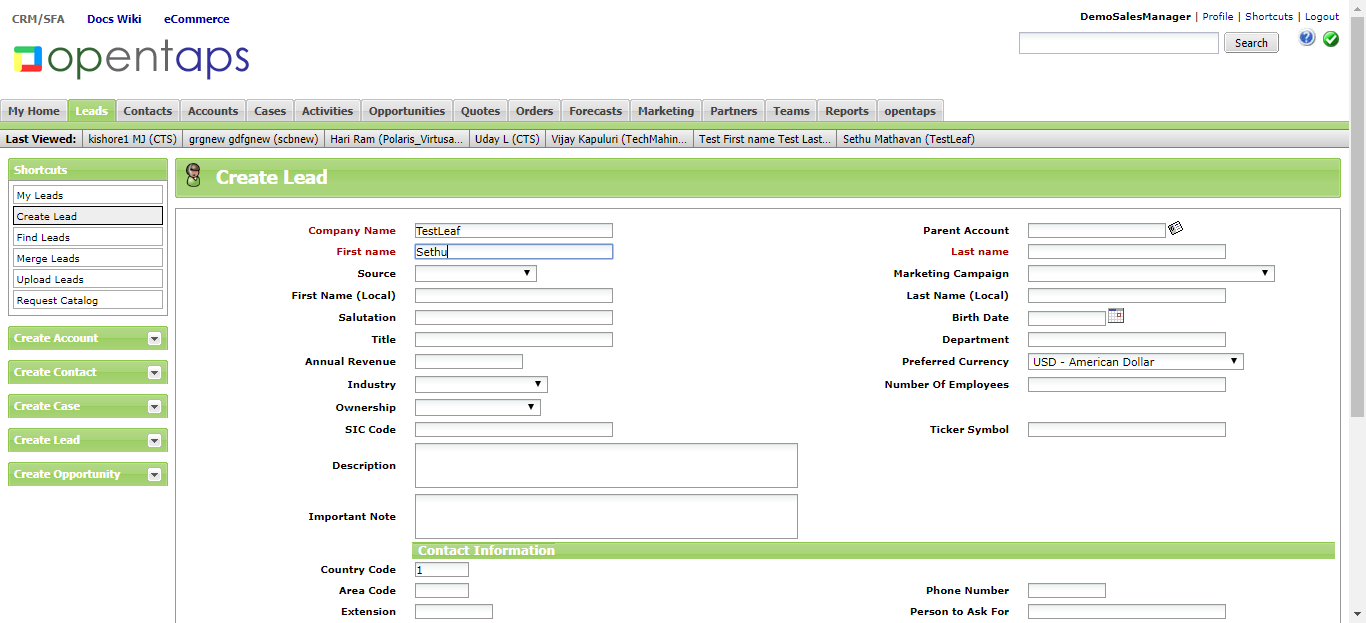 CRM/SFA Docs Wiki eCommerce
DemoSalesManager | Profile | Shortcuts | Logout
opentaps
Search
My Home Leads Contacts Accounts Cases Activities Opportunities Quotes Orders Forecasts Marketing Partners Teams Reports opentaps
Last Viewed: kishore1 MJ (CTS) grgnew gdfgnew (scbnew) Hari Ram (Polaris_Virtusa... Uday L (CTS) Vijay Kapuluri (TechMahin... Test First name Test Last... Sethu Mathavan (TestLeaf)
Shortcuts
My Leads
Create Lead
Find Leads
Merge Leads
Upload Leads
Request Catalog
Create Account
Create Contact
Create Case
Create Lead
Create Opportunity
Create Lead
Company Name TestLeaf Parent Account
First name Sethu Last name
Source Marketing Campaign
First Name (Local) Last Name (Local)
Salutation Birth Date
Title Department
Annual Revenue Preferred Currency USD - American Dollar
Industry Number Of Employees
Ownership
SIC Code Ticker Symbol
Description
Important Note
Contact Information
Country Code 1
Area Code Phone Number
Extension Person to Ask For